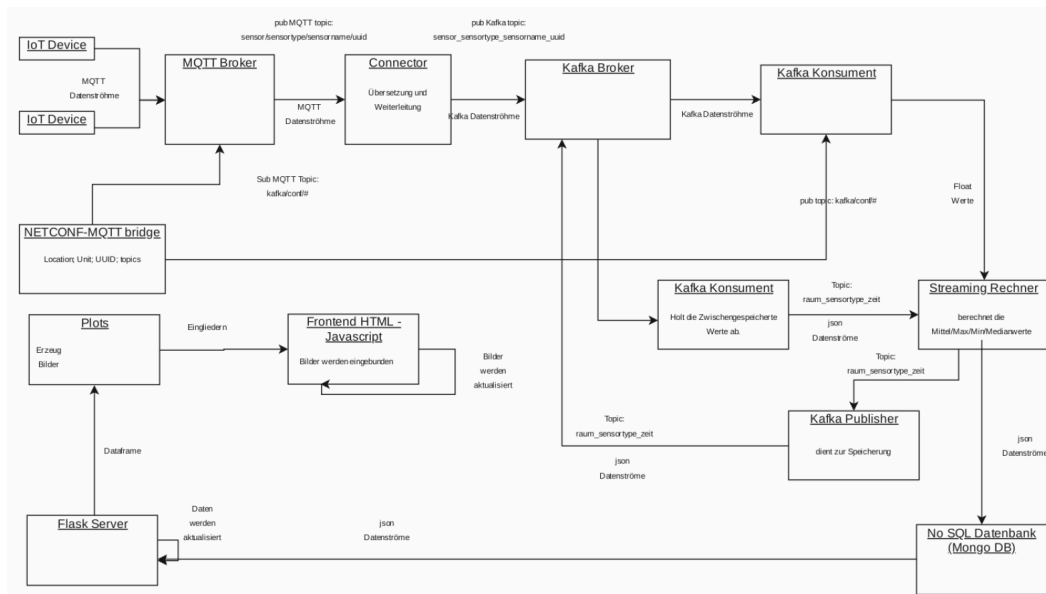 pub MQTT topic:
sensor/sensortype/sensorname/uuid
pub Kafka topic:
sensor_sensortype_sensorname_uuid
IoT Device
MQTT
Datenströhme
IoT Device
MQTT Broker
MQTT
Datenströhme
Connector
Übersetzung und
Weiterleitung
Kafka Datenströhme
Kafka Broker
Kafka Datenströhme
Kafka Konsument
Sub MQTT Topic:
kafka/conf/#
pub topic: kafka/conf/#
Float
Werte
NETCONF-MQTT bridge
Location; Unit; UUID; topics
Kafka Konsument
Holt die Zwischengespeicherte
Werte ab.
Topic:
raum_sensortype_zeit
json
Datenströme
Streaming Rechner
berechnet die
Mittel/Max/Min/Medianwerte
Plots
Erzeug
Bilder
Eingliedern
Frontend HTML -
Javascript
Bilder werden eingebunden
Bilder
werden
aktualisiert
Topic:
raum_sensortype_zeit
Kafka Publisher
dient zur Speicherung
Topic:
raum_sensortype_zeit
json
Datenströme
json
Datenströme
Dataframe
Flask Server
Daten
werden
aktualisiert
json
Datenströme
No SQL Datenbank
(Mongo DB)